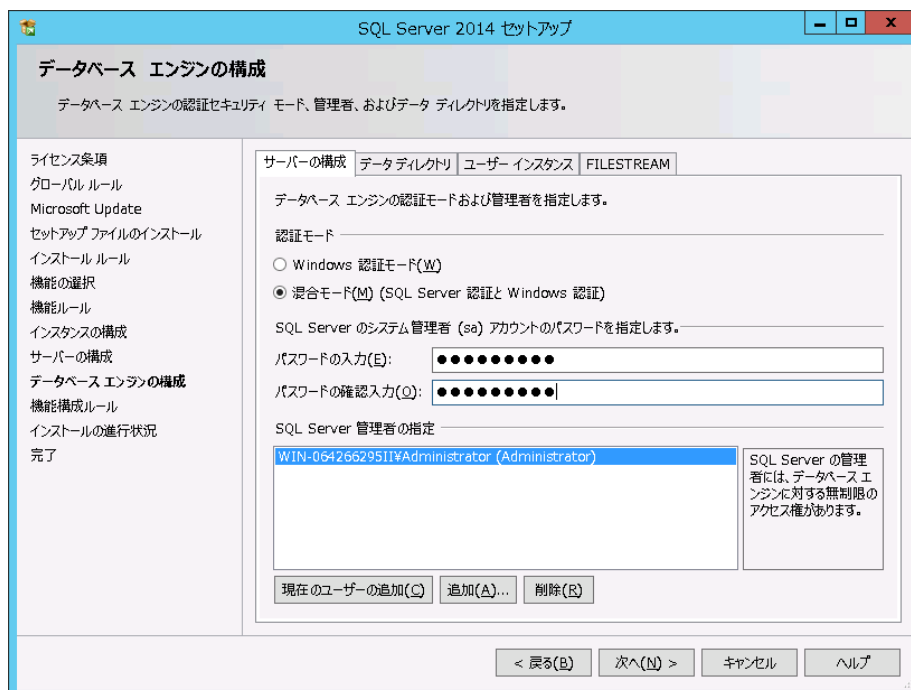 SQL Server 2014 セットアップ
データベース エンジンの構成
データベース エンジンの認証セキュリティ モード、管理者、およびデータ ディレクトリを指定します。
ライセンス条項
グローバル ルール
Microsoft Update
セットアップ ファイルのインストール
インストール ルール
機能の選択
機能ルール
インスタンスの構成
サーバーの構成
データベース エンジンの構成
機能構成ルール
インストールの進行状況
完了
サーバーの構成 データ ディレクトリ ユーザー インスタンス FILESTREAM
データベース エンジンの認証モードおよび管理者を指定します。
認証モード
Windows 認証モード(W)
混合モード(M) (SQL Server 認証と Windows 認証)
SQL Server のシステム管理者 (sa) アカウントのパスワードを指定します。
パスワードの入力(E): ●●●●●●●●●
パスワードの確認入力(O): ●●●●●●●●●
SQL Server 管理者の指定
WIN-064266295II¥Administrator (Administrator)
SQL Server の管理
者には、データベース エ
ンジンに対する無制限の
アクセス権があります。
現在のユーザーの追加(C) 追加(A)... 削除(R)
< 戻る(B) 次へ(N) > キャンセル ヘルプ